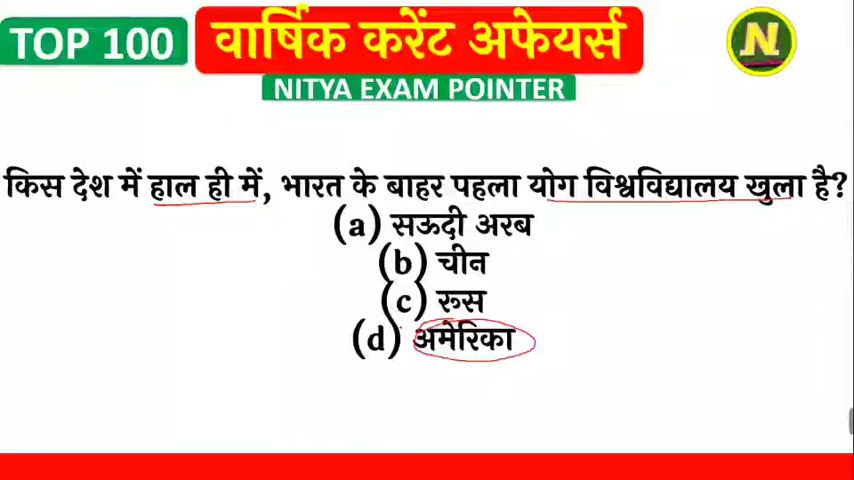 TOP 100
वार्षिक करेंट अफेयर्स
N
NITYA EXAM POINTER
किस देश में हाल ही में, भारत के बाहर पहला योग विश्वविद्यालय खुला है?
(a) सऊदी अरब
(b) चीन
(c) रूस
(d) अमेरिका